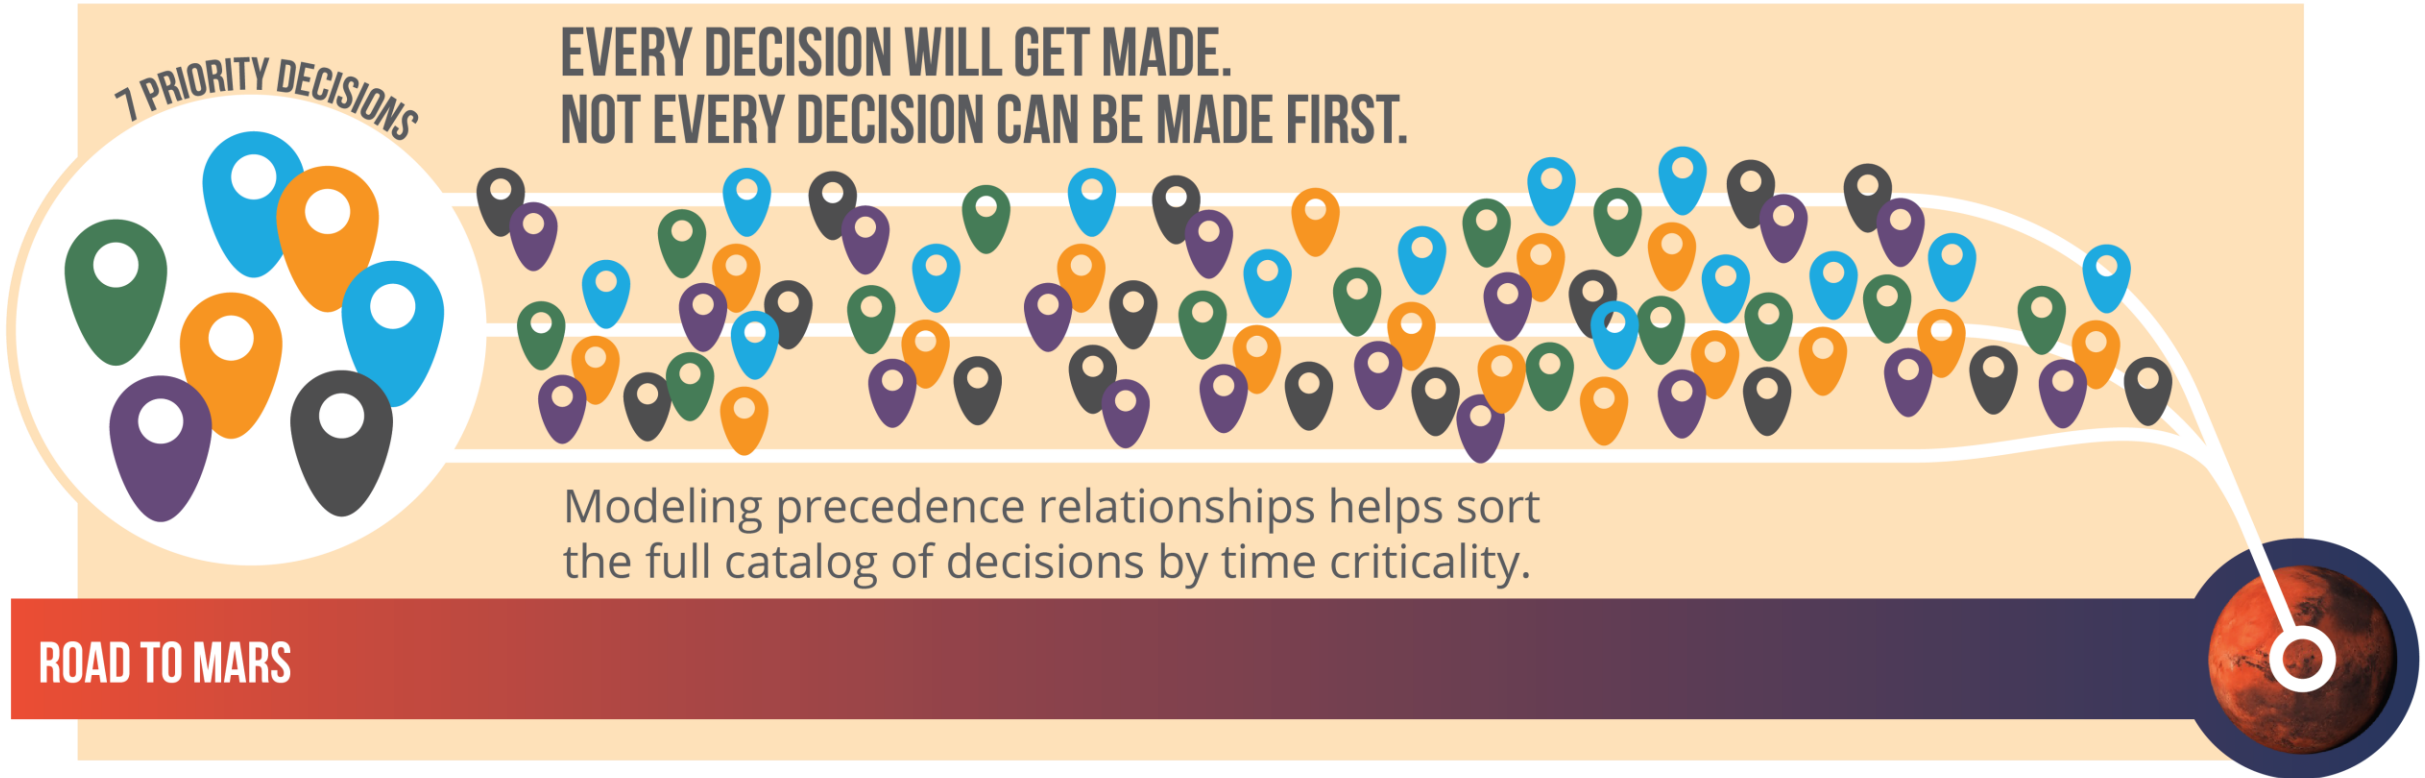 7 PRIORITY DECISIONS
EVERY DECISION WILL GET MADE.
NOT EVERY DECISION CAN BE MADE FIRST.
Modeling precedence relationships helps sort
the full catalog of decisions by time criticality.
ROAD TO MARS